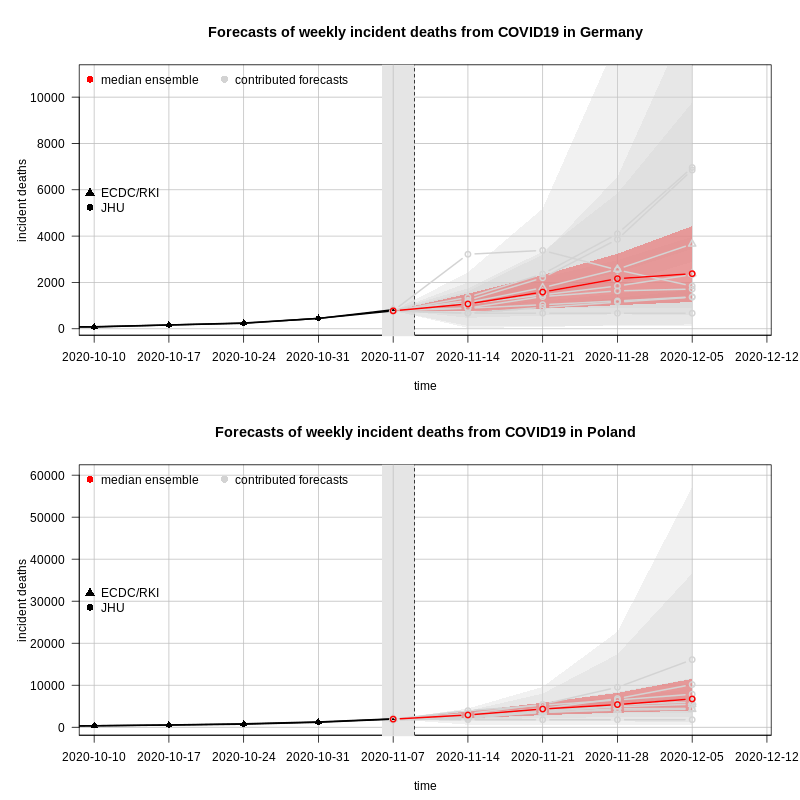 Forecasts of weekly incident deaths from COVID19 in Germany
median ensemble contributed forecasts
10000
8000
6000
4000
2000
0
incident deaths
ECDC/RKI
JHU
2020-10-10 2020-10-17 2020-10-24 2020-10-31 2020-11-07 2020-11-14 2020-11-21 2020-11-28 2020-12-05 2020-12-12
time
Forecasts of weekly incident deaths from COVID19 in Poland
median ensemble contributed forecasts
60000
50000
40000
30000
20000
10000
0
incident deaths
ECDC/RKI
JHU
2020-10-10 2020-10-17 2020-10-24 2020-10-31 2020-11-07 2020-11-14 2020-11-21 2020-11-28 2020-12-05 2020-12-12
time